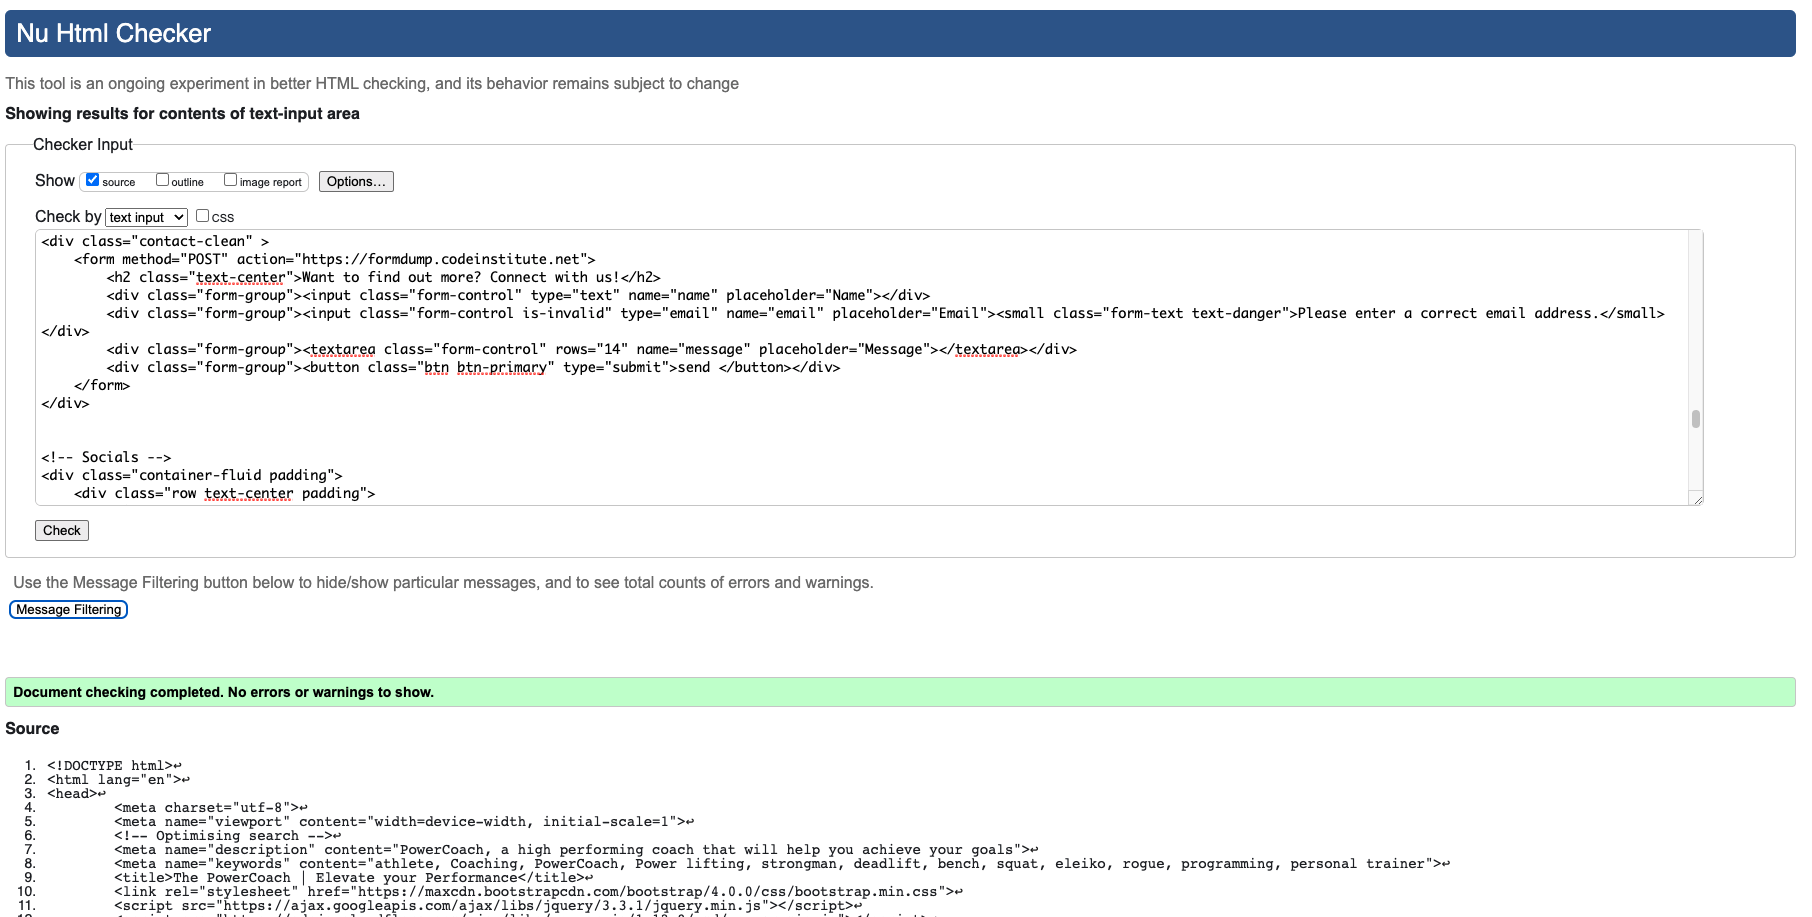 Nu Html Checker
This tool is an ongoing experiment in better HTML checking, and its behavior remains subject to change
Showing results for contents of text-input area
Checker Input
Show source outline image report Options...
Check by text input css
<div class="contact-clean" >
<form method="POST" action="https://formdump.codeinstitute.net">
<h2 class="text-center">Want to find out more? Connect with us!</h2>
<div class="form-group"><input class="form-control" type="text" name="name" placeholder="Name"></div>
<div class="form-group"><input class="form-control is-invalid" type="email" name="email" placeholder="Email"><small class="form-text text-danger">Please enter a correct email address.</small>
</div>
<div class="form-group"><textarea class="form-control" rows="14" name="message" placeholder="Message"></textarea></div>
<div class="form-group"><button class="btn btn-primary" type="submit">send </button></div>
</form>
</div>
<!-- Socials -->
<div class="container-fluid padding">
<div class="row text-center padding">
Check
Use the Message Filtering button below to hide/show particular messages, and to see total counts of errors and warnings.
Message Filtering
Document checking completed. No errors or warnings to show.
Source
1. <!DOCTYPE html>↩
2. <html lang="en">↩
3. <head>↩
4. <meta charset="utf-8">↩
5. <meta name="viewport" content="width=device-width, initial-scale=1">↩
6. <!-- Optimising search -->↩
7. <meta name="description" content="PowerCoach, a high performing coach that will help you achieve your goals">↩
8. <meta name="keywords" content="athlete, Coaching, PowerCoach, Power lifting, strongman, deadlift, bench, squat, eleiko, rogue, programming, personal trainer">↩
9. <title>The PowerCoach | Elevate your Performance</title>↩
10. <link rel="stylesheet" href="https://maxcdn.bootstrapcdn.com/bootstrap/4.0.0/css/bootstrap.min.css">↩
11. <script src="https://ajax.googleapis.com/ajax/libs/jquery/3.3.1/jquery.min.js"></script>↩